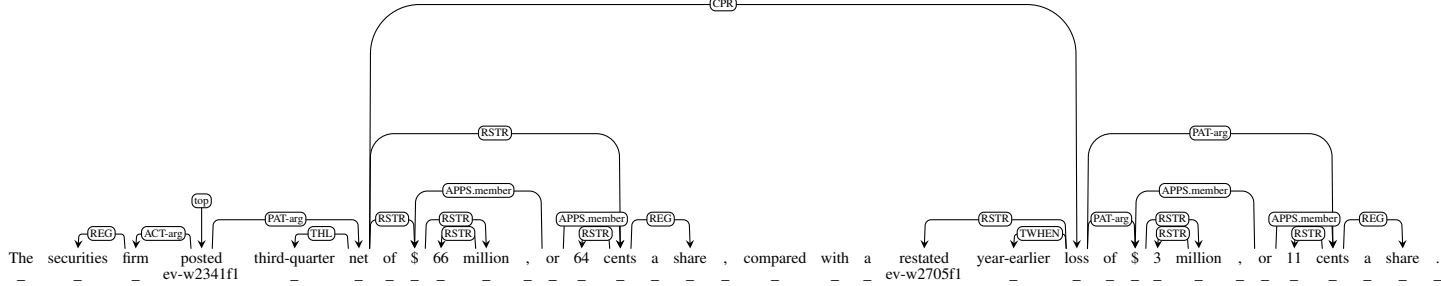 CPR
RSTR PAT-arg
APPS.member APPS.member
top
PAT-arg RSTR RSTR APPS.member REG RSTR PAT-arg RSTR APPS.member REG
REG ACT-arg THL RSTR RSTR TWHEN RSTR RSTR
The securities firm posted third-quarter net of $ 66 million , or 64 cents a share , compared with a restated year-earlier loss of $ 3 million , or 11 cents a share .
ev-w2341f1 ev-w2705f1
_ _ _ _ _ _ _ _ _ _ _ _ _ _ _ _ _ _ _ _ _ _ _ _ _ _ _ _ _ _ _